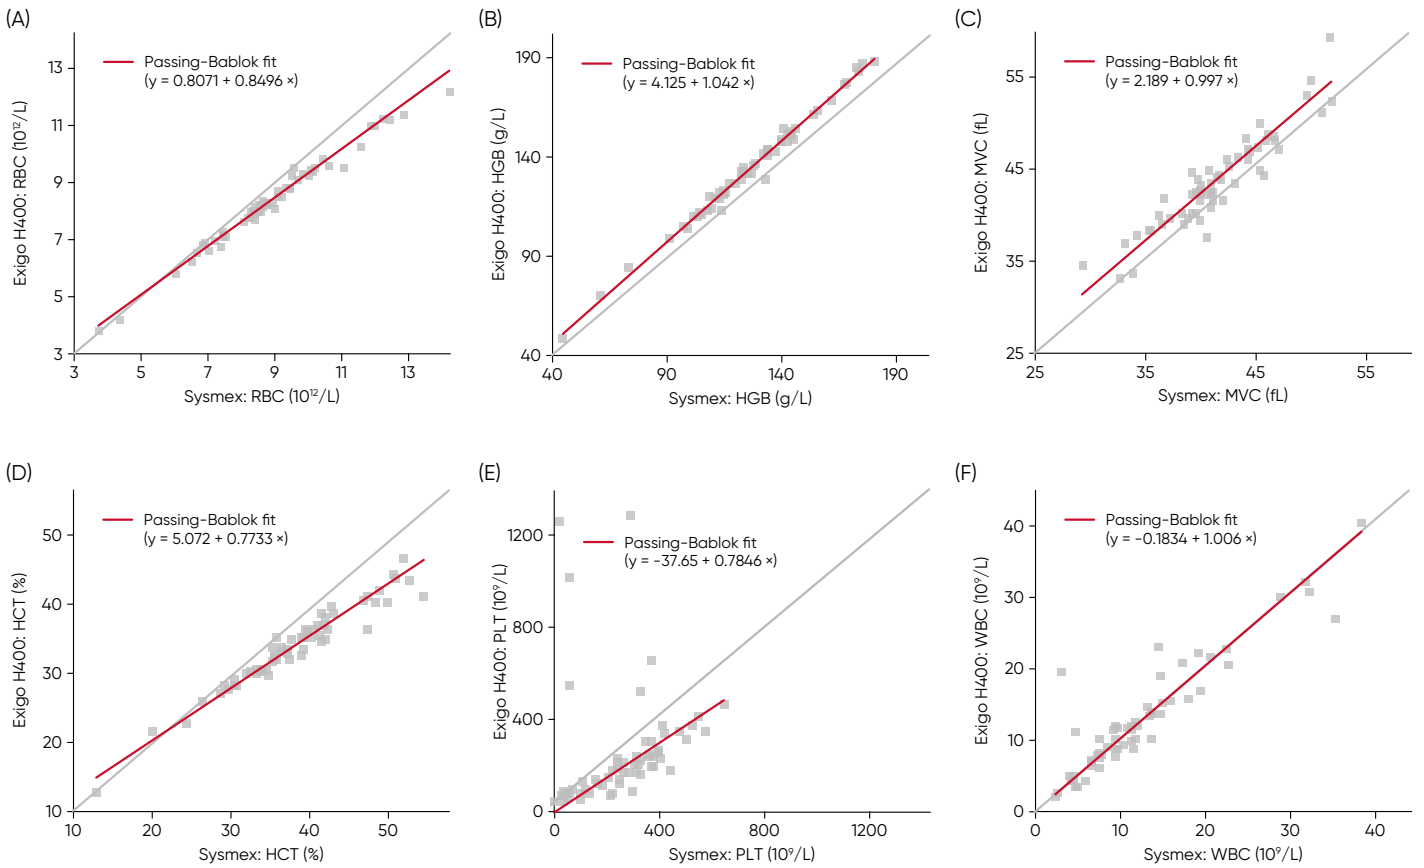 (A)
Passing-Bablok fit
(y = 0.8071 + 0.8496 ×)
Exigo H400: RBC (10¹²/L)
13
11
9
7
5
3
3 5 7 9 11 13
Sysmex: RBC (10¹²/L)
(B)
Passing-Bablok fit
(y = 4.125 + 1.042 ×)
Exigo H400: HGB (g/L)
190
140
90
40
40 90 140 190
Sysmex: HGB (g/L)
(C)
Passing-Bablok fit
(y = 2.189 + 0.997 ×)
Exigo H400: MVC (fL)
55
45
35
25
25 35 45 55
Sysmex: MVC (fL)
(D)
Passing-Bablok fit
(y = 5.072 + 0.7733 ×)
Exigo H400: HCT (%)
50
40
30
20
10
10 20 30 40 50
Sysmex: HCT (%)
(E)
Passing-Bablok fit
(y = −37.65 + 0.7846 ×)
Exigo H400: PLT (10⁹/L)
1200
800
400
0
0 400 800 1200
Sysmex: PLT (10⁹/L)
(F)
Passing-Bablok fit
(y = −0.1834 + 1.006 ×)
Exigo H400: WBC (10⁹/L)
40
30
20
10
0
0 10 20 30 40
Sysmex: WBC (10⁹/L)